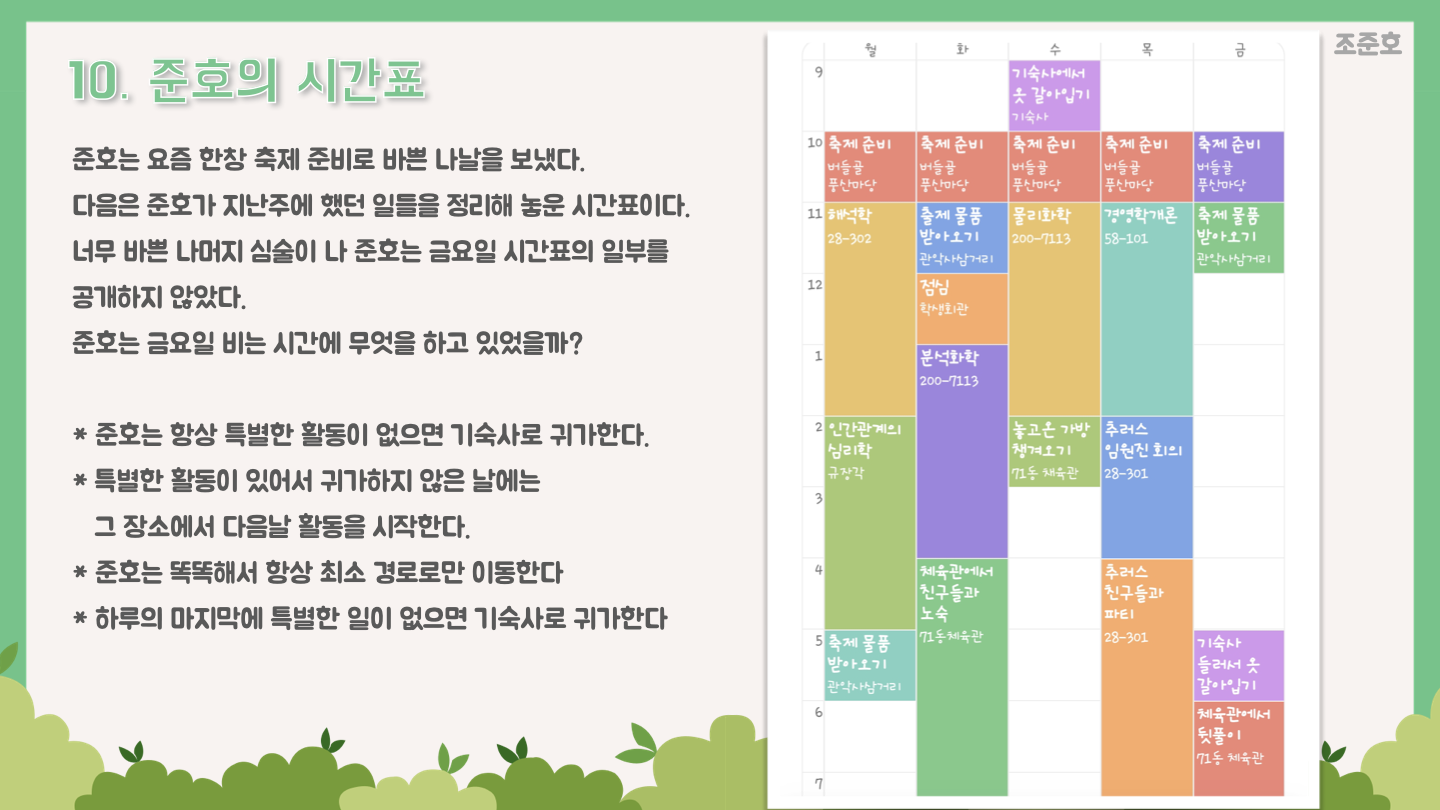 조준호
10. 준호의 시간표
준호는 요즘 한창 축제 준비로 바쁜 나날을 보냈다.
다음은 준호가 지난주에 했던 일들을 정리해 놓은 시간표이다.
너무 바쁜 나머지 심술이 나 준호는 금요일 시간표의 일부를
공개하지 않았다.
준호는 금요일 비는 시간에 무엇을 하고 있었을까?
* 준호는 항상 특별한 활동이 없으면 기숙사로 귀가한다.
* 특별한 활동이 있어서 귀가하지 않은 날에는
그 장소에서 다음날 활동을 시작한다.
* 준호는 똑똑해서 항상 최소 경로로만 이동한다
* 하루의 마지막에 특별한 일이 없으면 기숙사로 귀가한다
월 화 수 목 금
9
10
11
12
1
2
3
4
5
6
7
축제 준비
버들골
풍산마당
해석학
28-302
인간관계의
심리학
규장각
축제 물품
받아오기
관악사삼거리
축제 준비
버들골
풍산마당
출제 물품
받아오기
관악사삼거리
점심
학생회관
분석화학
200-7113
체육관에서
친구들과
노숙
71동체육관
기숙사에서
옷 갈아입기
기숙사
축제 준비
버들골
풍산마당
물리화학
200-7113
놓고온 가방
챙겨오기
71동 체육관
축제 준비
버들골
풍산마당
경영학개론
58-101
추러스
임원진 회의
28-301
추러스
친구들과
파티
28-301
축제 준비
버들골
풍산마당
축제 물품
받아오기
관악사삼거리
기숙사
들러서 옷
갈아입기
체육관에서
뒷풀이
71동 체육관